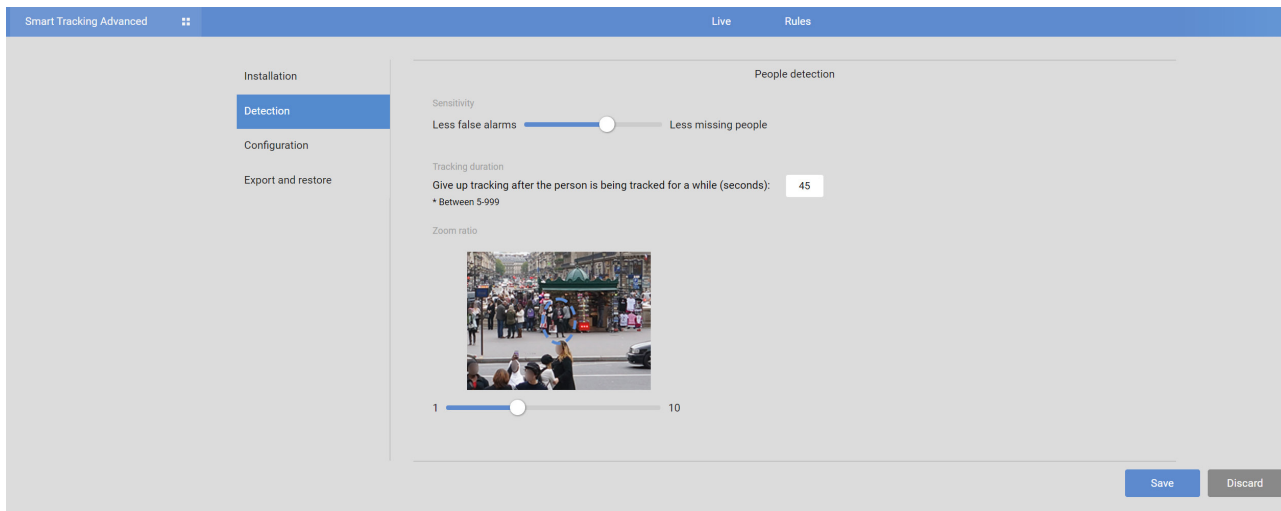 Smart Tracking Advanced
Live
Rules
Installation
Detection
Configuration
Export and restore
People detection
Sensitivity
Less false alarms
Less missing people
Tracking duration
Give up tracking after the person is being tracked for a while (seconds): 45
* Between 5-999
Zoom ratio
1
10
Save
Discard